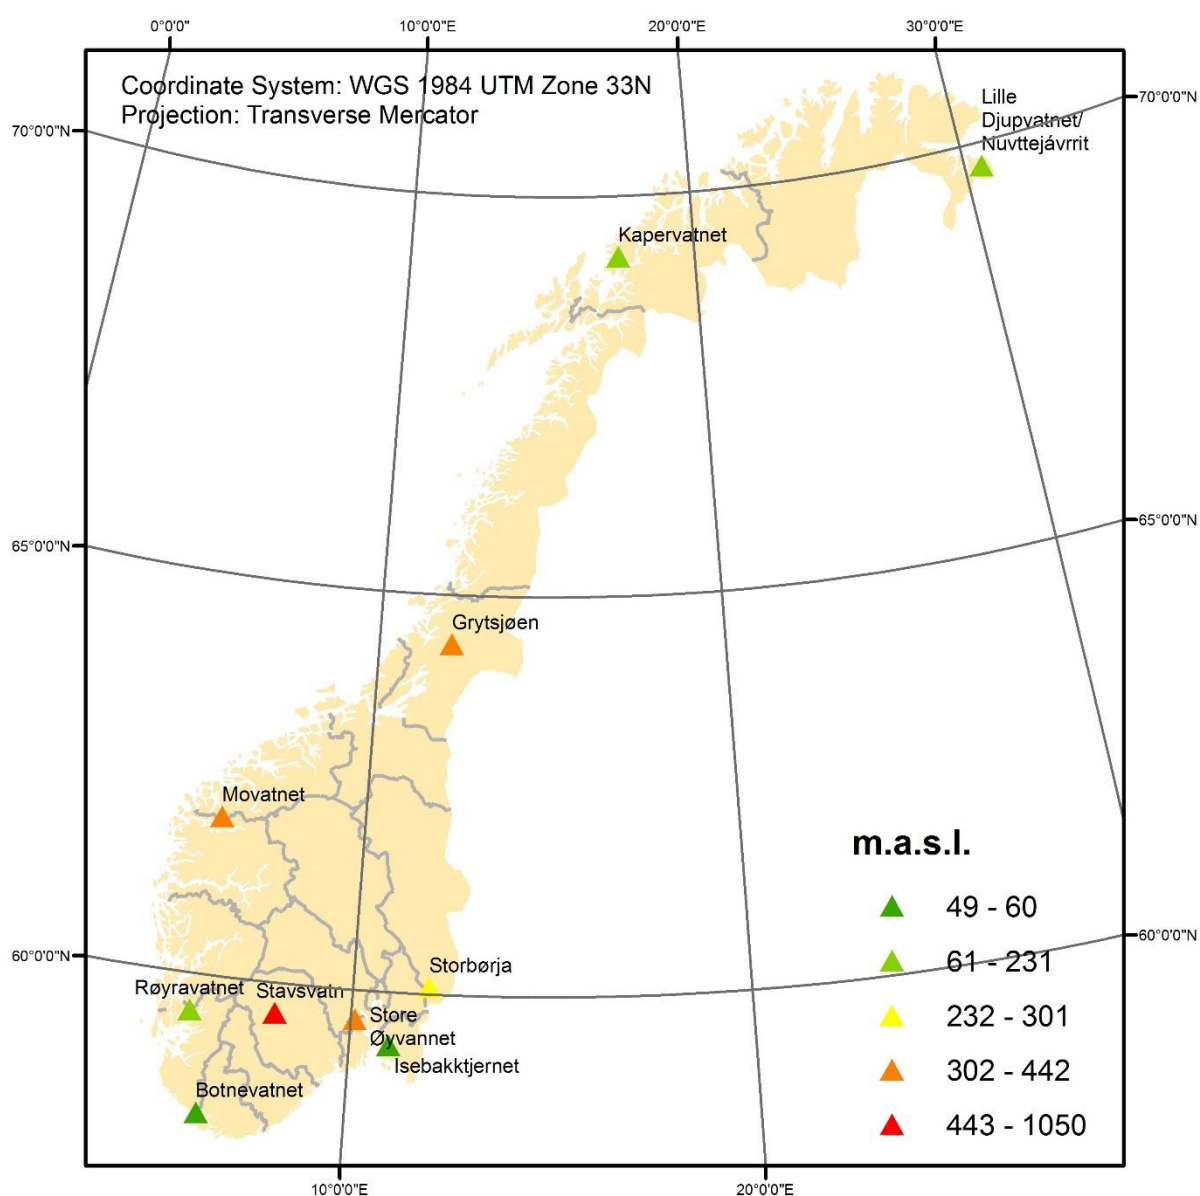 0°0'0"
10°0'0"E
20°0'0"E
30°0'0"E
Coordinate System: WGS 1984 UTM Zone 33N
Projection: Transverse Mercator
Lille
Djupvatnet/
Nuvttejávrrit
70°0'0"N
70°0'0"N
Kapervatnet
65°0'0"N
65°0'0"N
Grytsjøen
Movatnet
m.a.s.l.
49 - 60
61 - 231
232 - 301
302 - 442
443 - 1050
60°0'0"N
60°0'0"N
Storbørja
Røyravatnet
Stavsvatn
Store
Øyvannet
Isebakktjernet
Botnevatnet
10°0'0"E
20°0'0"E